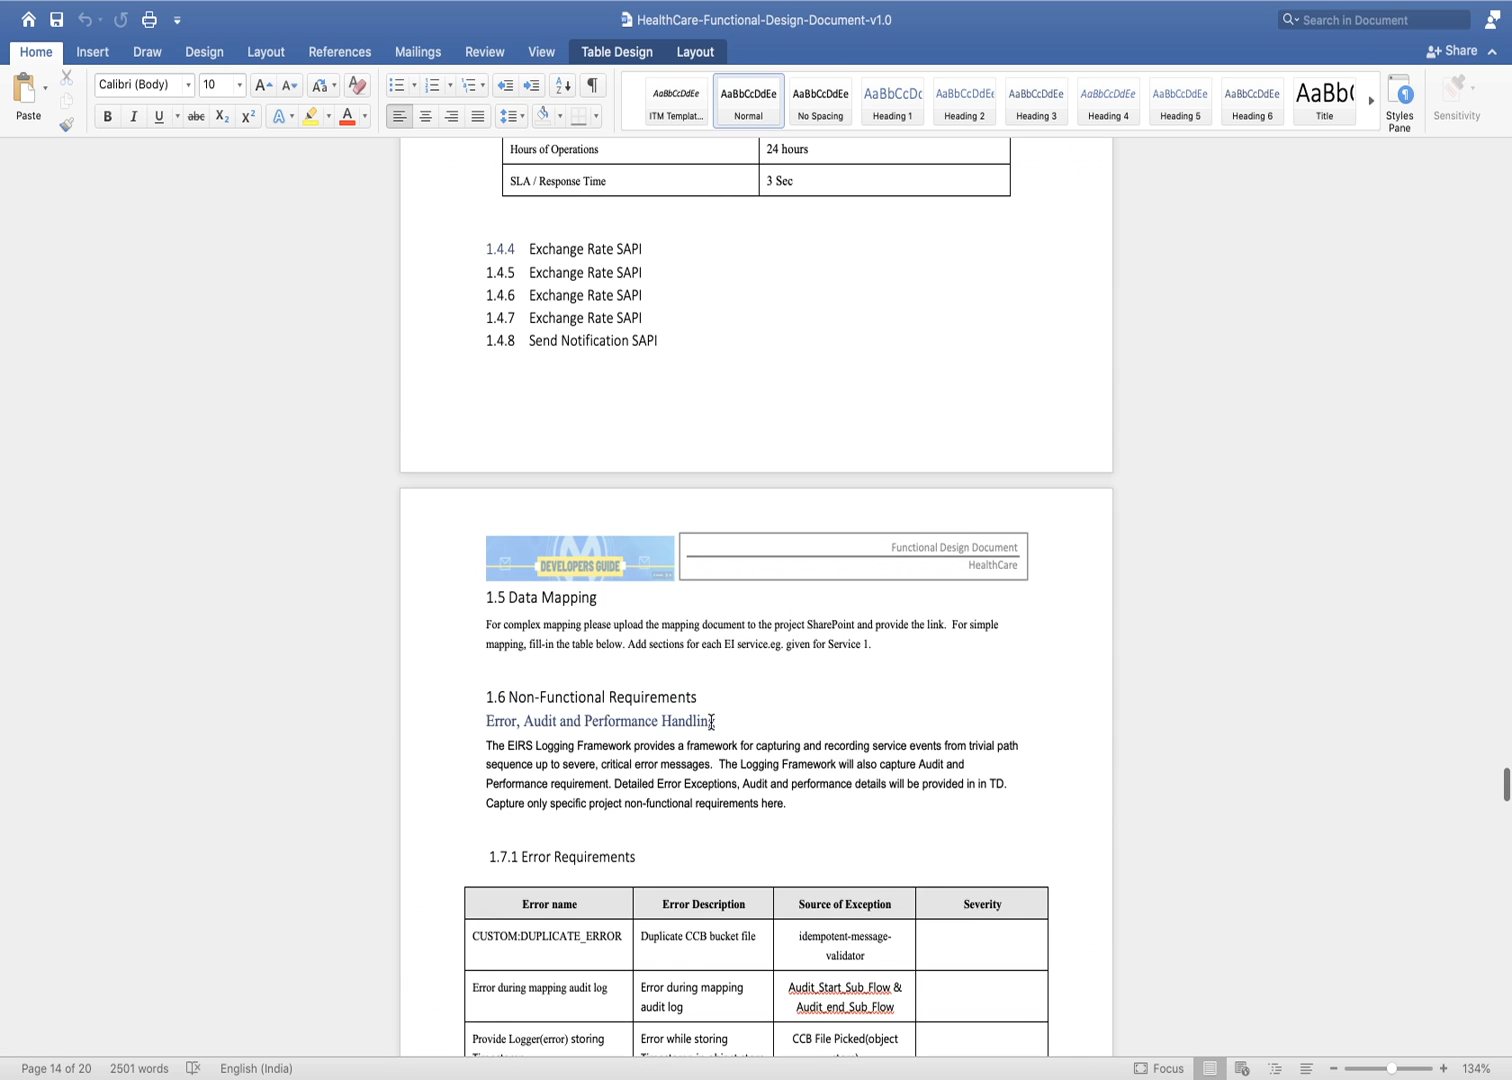 HealthCare-Functional-Design-Document-v1.0
Search in Document
Home Insert Draw Design Layout References Mailings Review View Table Design Layout
Share
Paste
Calibri (Body) 10
AaBbCcDdEe AaBbCcDdEe AaBbCcDdEe AaBbCcDc AaBbCcDdEe AaBbCcDdEe AaBbCcDdEe AaBbCcDdEe AaBbCcDdEe AaBb(
ITM Templat... Normal No Spacing Heading 1 Heading 2 Heading 3 Heading 4 Heading 5 Heading 6 Title
Styles
Pane
Sensitivity
Hours of Operations 24 hours
SLA / Response Time 3 Sec
1.4.4 Exchange Rate SAPI
1.4.5 Exchange Rate SAPI
1.4.6 Exchange Rate SAPI
1.4.7 Exchange Rate SAPI
1.4.8 Send Notification SAPI
DEVELOPERS GUIDE
Functional Design Document
HealthCare
1.5 Data Mapping
For complex mapping please upload the mapping document to the project SharePoint and provide the link. For simple
mapping, fill-in the table below. Add sections for each EI service.eg. given for Service 1.
1.6 Non-Functional Requirements
Error, Audit and Performance Handling
The EIRS Logging Framework provides a framework for capturing and recording service events from trivial path
sequence up to severe, critical error messages. The Logging Framework will also capture Audit and
Performance requirement. Detailed Error Exceptions, Audit and performance details will be provided in in TD.
Capture only specific project non-functional requirements here.
1.7.1 Error Requirements
Error name Error Description Source of Exception Severity
CUSTOM:DUPLICATE_ERROR Duplicate CCB bucket file idempotent-message-
validator
Error during mapping audit log Error during mapping
audit log
Audit_Start_Sub_Flow &
Audit_end_Sub_Flow
Provide Logger(error) storing Error while storing CCB File Picked(object
Page 14 of 20 2501 words English (India) Focus 134%